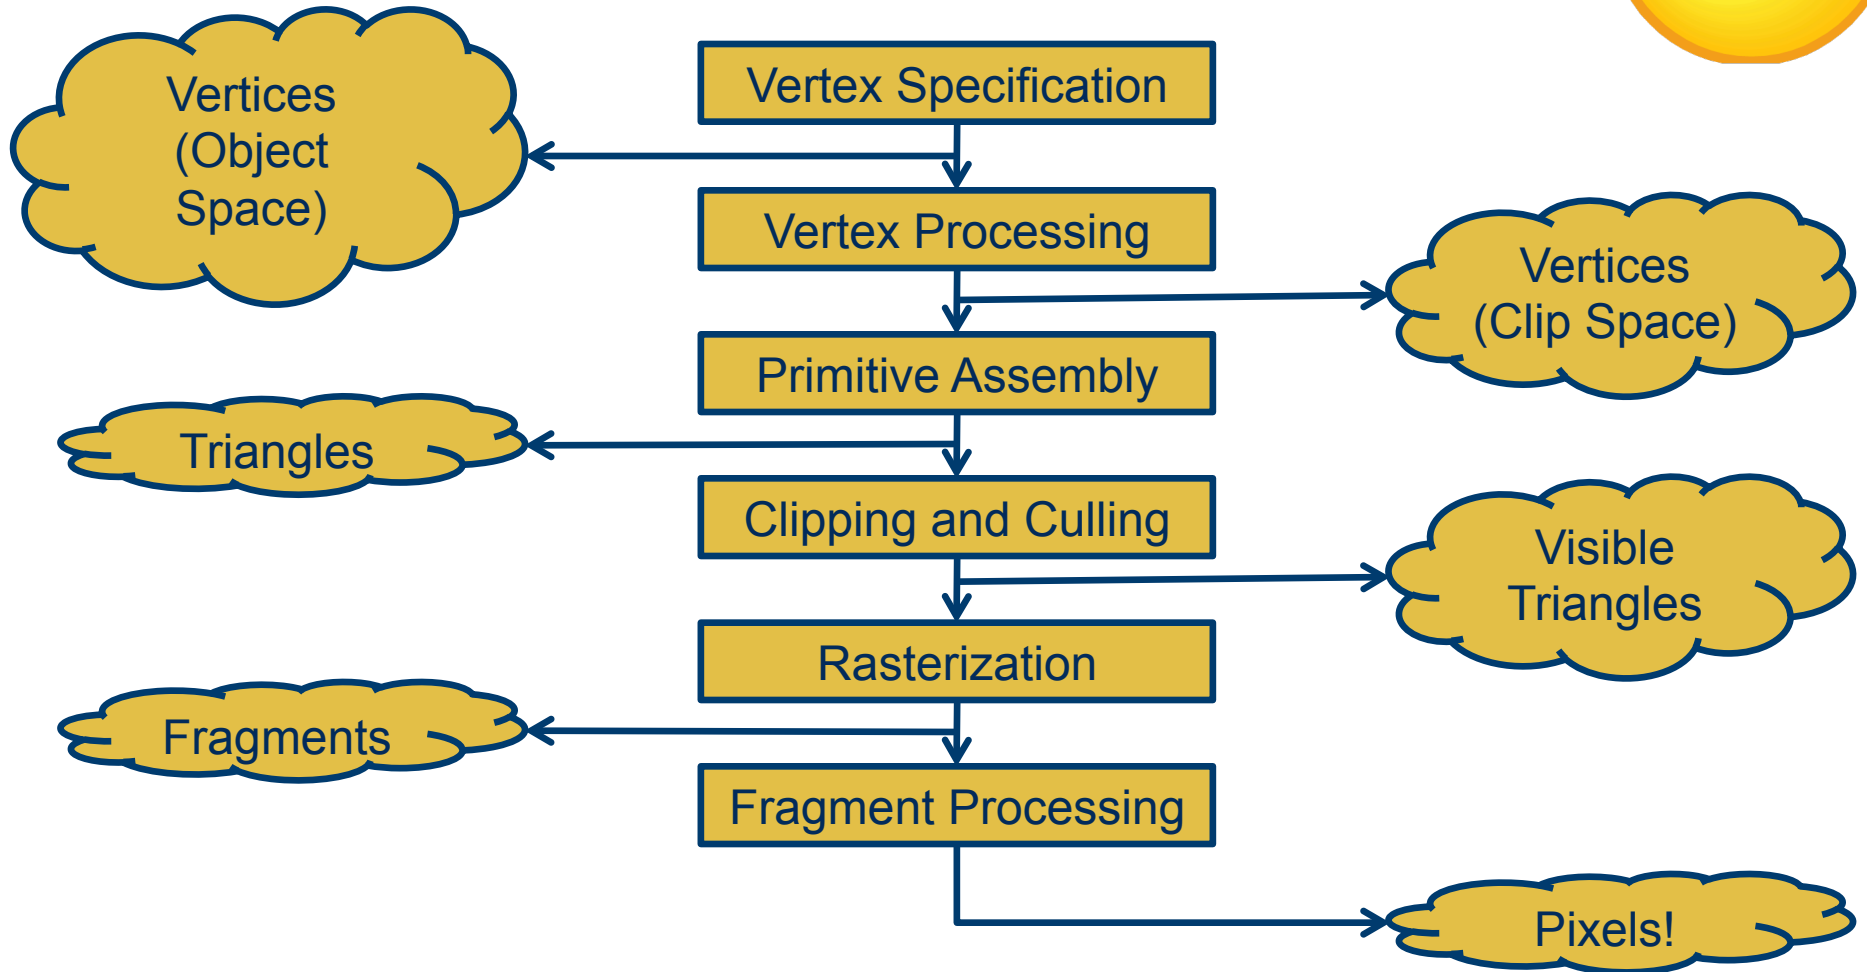 Vertex Specification
Vertices
(Object
Space)
Vertex Processing
Vertices
(Clip Space)
Primitive Assembly
Triangles
Clipping and Culling
Visible
Triangles
Rasterization
Fragments
Fragment Processing
Pixels!